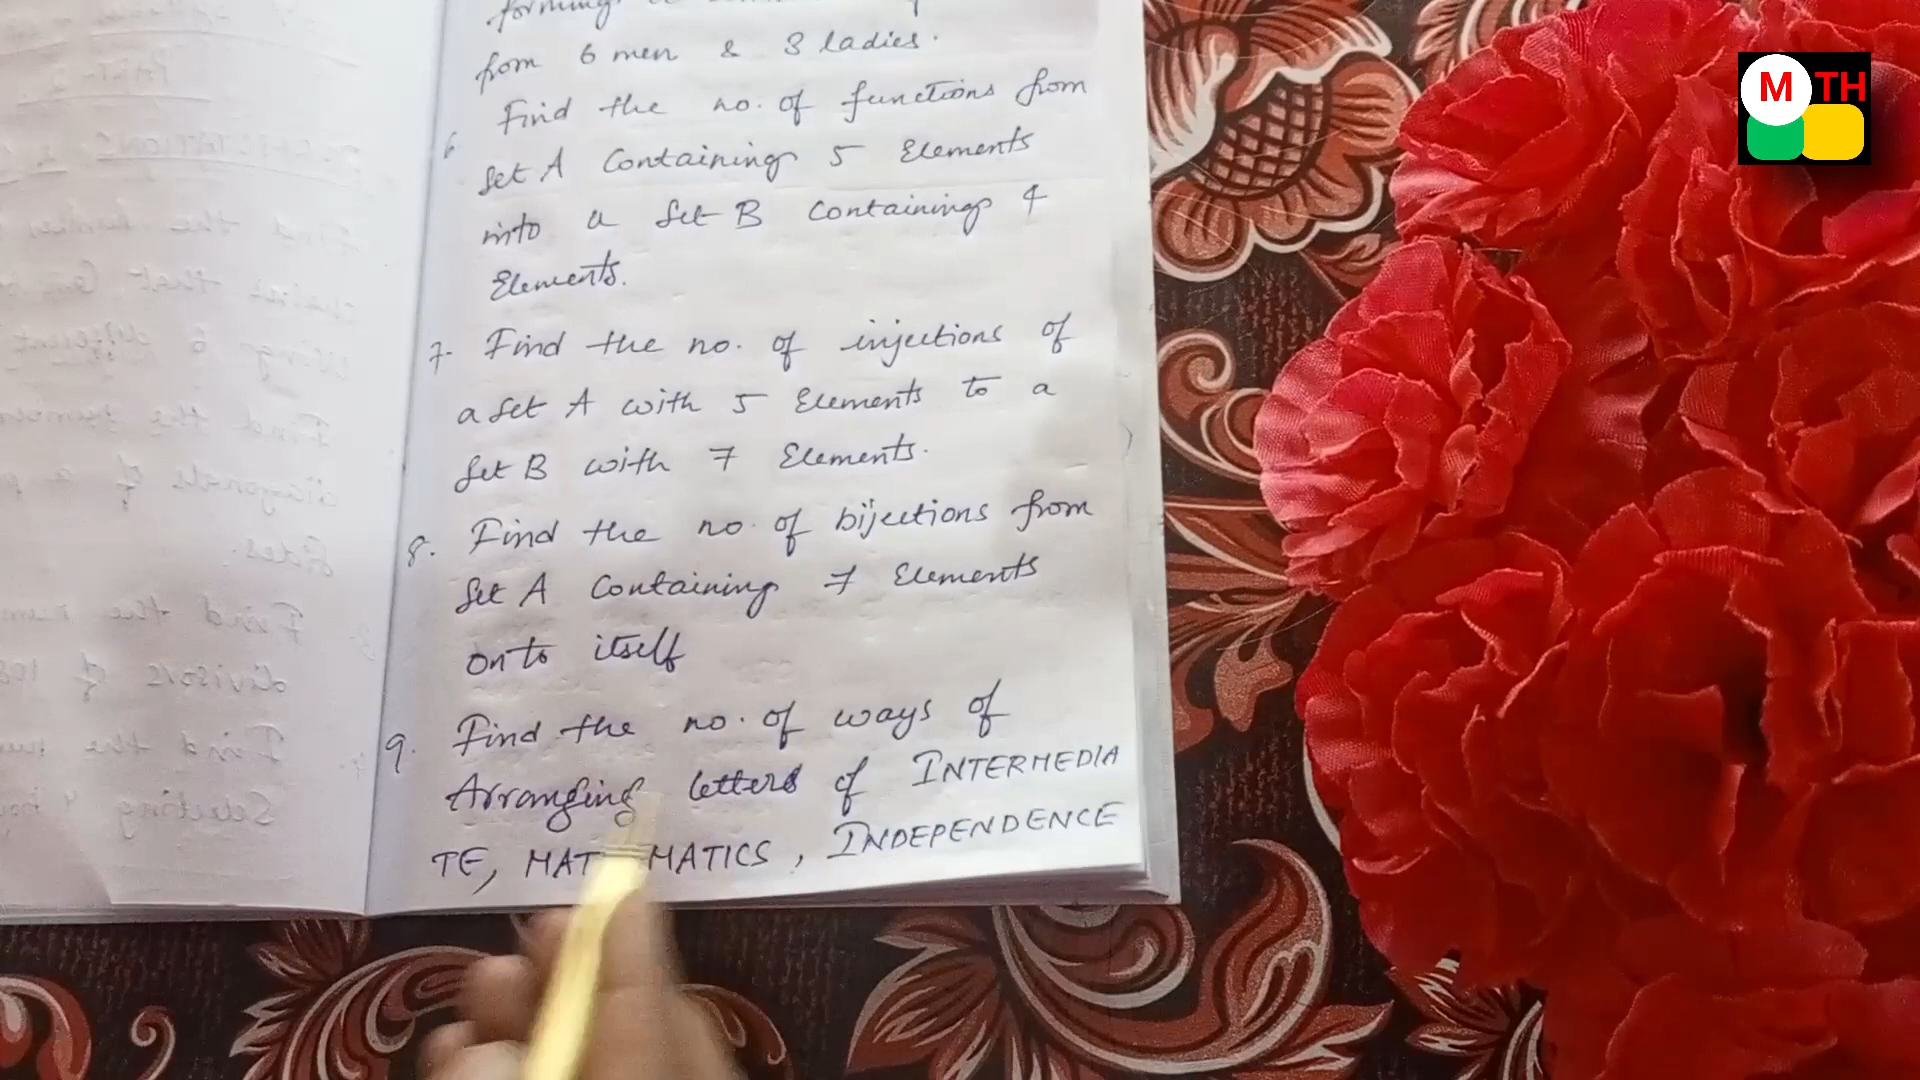 from 6 men & 3 ladies.
6. Find the no. of functions from
set A Containing 5 Elements
into a set B Containing 4
Elements.
7. Find the no. of injections of
a set A with 5 Elements to a
set B with 7 Elements.
8. Find the no. of bijections from
set A Containing 7 Elements
onto itself
9. Find the no. of ways of
Arranging letters of INTERMEDIA
TE, MAT MATICS, INDEPENDENCE
M TH